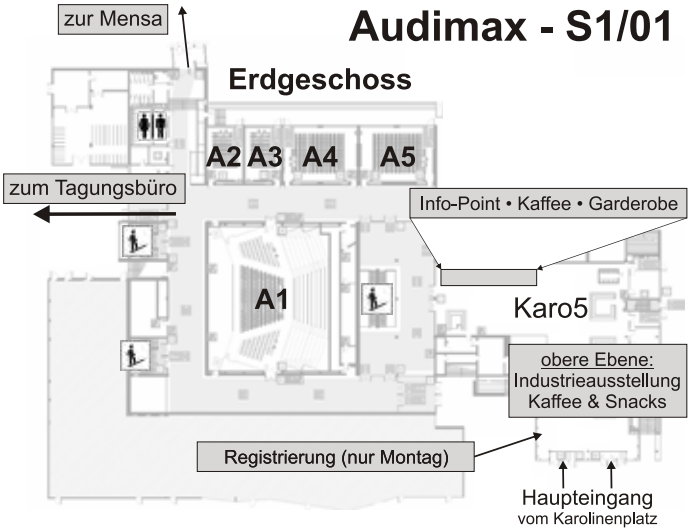 zur Mensa
Audimax - S1/01
Erdgeschoss
A2 A3 A4 A5
zum Tagungsbüro
Info-Point • Kaffee • Garderobe
A1
Karo5
obere Ebene:
Industrieausstellung
Kaffee & Snacks
Registrierung (nur Montag)
Haupteingang
vom Karolinenplatz